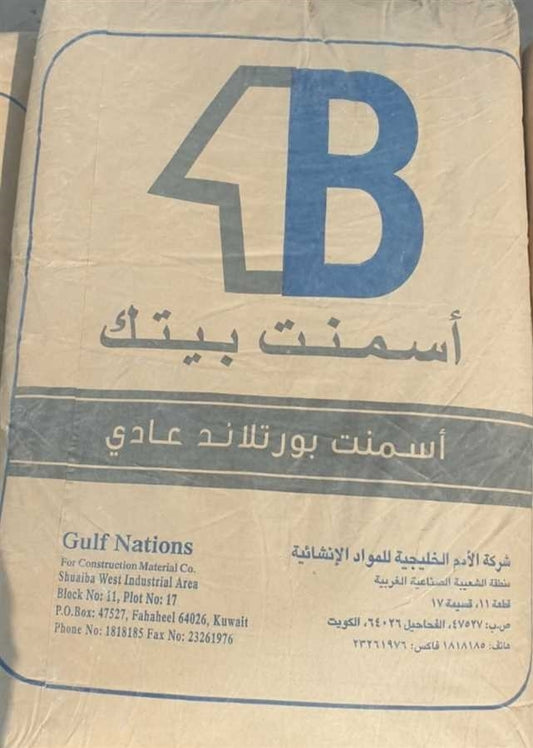 B
أسمنت بيتك
أسمنت بورتلاند عادي
Gulf Nations
For Construction Material Co.
Shuaiba West Industrial Area
Block No: 11, Plot No: 17
P.O.Box: 47527, Fahaheel 64026, Kuwait
Phone No: 1818185 Fax No: 23261976
شركة الأمم الخليجية للمواد الإنشائية
منطقة الشعيبة الصناعية الغربية
قطعة ١١، قسيمة ١٧
ص.ب: ٤٧٥٢٧، الفحاحيل ٦٤٠٢٦، الكويت
هاتف: ١٨١٨١٨٥ فاكس: ٢٣٢٦١٩٧٦